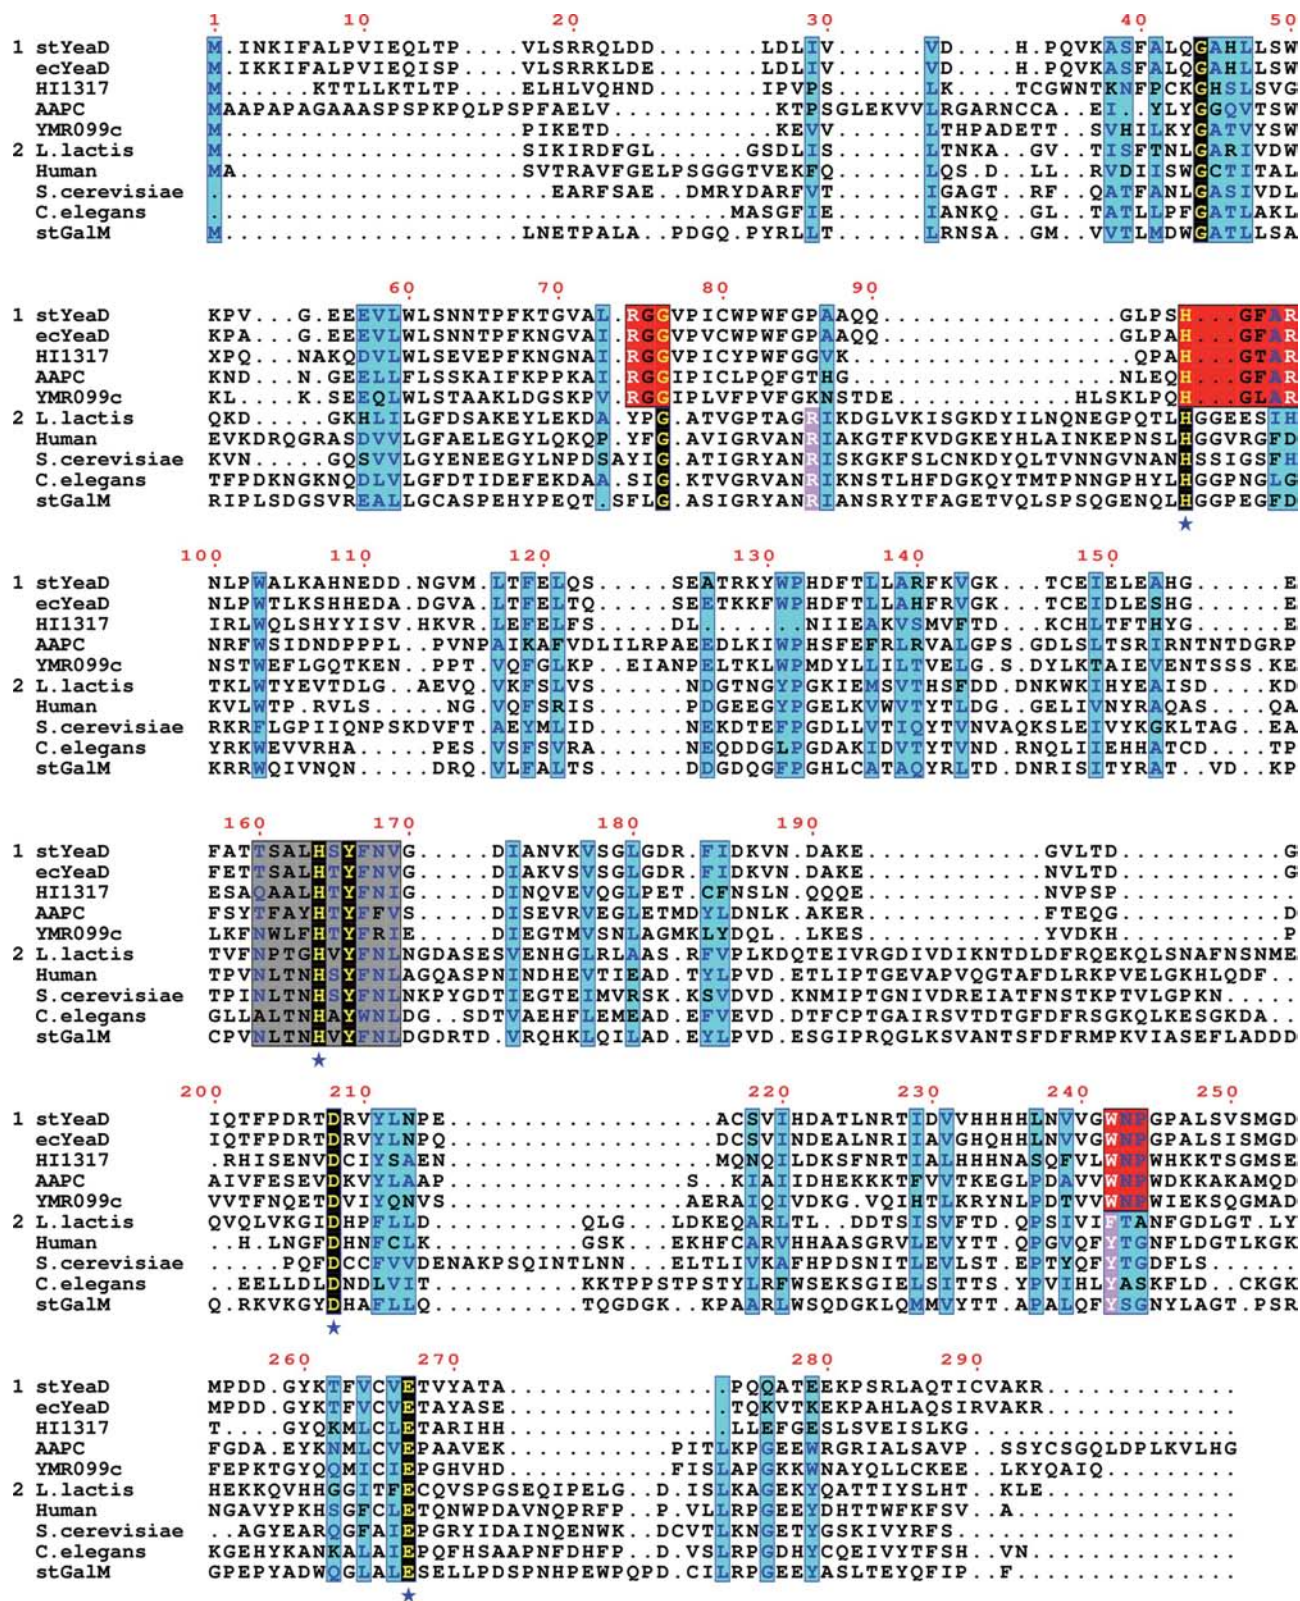 1 10 20 30 40 50
1 stYeaD M.INKIFALPVIEQLTP.....VLSRRQLDD.......LDLIV......VD...H.PQVKASFALQGAHLLSW
ecYeaD M.IKKIFALPVIEQISP.....VLSRRKLDE.......LDLIV......VD...H.PQVKASFALQGAHLLSW
HI1317 M.....KTTLLKTLTP.....ELHLVQHND.......IPVPS......LK....TCGWNTKNFPCKGHSLSVG
AAPC MAAPAPAGAAASPSPKPQLPSPFAELV..........KTPSGLEKVVLRGARNCCA..EI..YLYGGQVTSW
YMR099c M....................PIKETD..........KEVV.......LTHPADETT..SVHILKYGATVYSW
2 L.lactis M....................SIKIRDFGL......GSDLIS......LTNKA..GV..TISFTNLGARIVDW
Human MA...................SVTRAVFGELPSGGGTVEKFQ......LQS.D..LL..RVDIISWGCTITAL
S.cerevisiae ......................EARFSAE..DMRYDARFVT......IGAGT..RF..QATFANLGASIVDL
C.elegans .............................MASGFIE......IANKQ..GL..TATLLPFGATLAKL
stGalM M....................LNETPALA..PDGQ.PYRLLT......LRNSA..GM..VVTLMDWGATLLSA
60 70 80 90
1 stYeaD KPV...G.EEEVLWLSNNTPFKTGVAL.RGGVPICWPWFGPAAQQ................GLPSH...GFAR
ecYeaD KPA...G.EEEVLWLSNNTPFKNGVAI.RGGVPICWPWFGPAAQQ................GLPAH...GFAR
HI1317 XPQ...NAKQDVLWLSEVEPFKNGNAI.RGGVPICYPWFGGVK..................QPAH...GTAR
AAPC KND...N.GEELLFLSSKAIFKPPKAI.RGGIPICLPQFGTHG..................NLEQH...GFAR
YMR099c KL....K.SEEQLWLSTAAKLDGSKPV.RGGIPLVFPVFGKNSTDE.............HLSKLPQH...GLAR
2 L.lactis QKD.....GKHLILGFDSAKEYLEKDA.YPG.ATVGPTAGRIKDGLVKISGKDYILNQNEGPQTLHGGEESIH
Human EVKDRQGRASDVVLGFAELEGYLQKQP.YFG.AVIGRVANRIAKGTFKVDGKEYHLAINKEPNSLHGGVRGFD
S.cerevisiae KVN.....GQSVVLGYENEEGYLNPDSAYIG.ATIGRYANRISKGKFSLCNKDYQLTVNNGVNANHSSIGSFH
C.elegans TFPDKNGKNQDLVLGFDTIDEFEKDAA.SIG.KTVGRVANRIKNSTLHFDGKQYTMTPNNGPHYLHGGPNGLG
stGalM RIPLSDGSVREALLGCASPEHYPEQT.SFLG.ASIGRYANRIANSRYTFAGETVQLSPSQGENQLHGGPEGFD
★
100 110 120 130 140 150
1 stYeaD NLPWALKAHNEDD.NGVM.LTFELQS......SEATRKYWPHDFTLLARFKVGK...TCEIELEAHG.....E
ecYeaD NLPWTLKSHHEDA.DGVA.LTFELTQ......SEETKKFWPHDFTLLAHFRVGK...TCEIDLESHG.....E
HI1317 IRLWQLSHYYISV.HKVR.LEFELFS......DL.....NIIEAKVSMVFTD....KCHLTFTHYG.....E
AAPC NRFWSIDNDPPPL..PVNPAIKAFVDLILRPAEEDLKIWPHSFEFRLRVALGPS.GDLSLTSRIRNTNTDGRP
YMR099c NSTWEFLGQTKEN..PPT.VQFGLKP..EIANPELTKLWPMDYLLILTVELG.S.DYLKTAIEVENTSSS.KE
2 L.lactis TKLWTYEVTDLG..AEVQ.VKFSLVS......NDGTNGYPGKIEMSVTHSFDD.DNKWKIHYEAISD...KD
Human KVLWTP.RVLS...NG..VQFSRIS......PDGEEGYPGELKVWVTYTLDG...GELIVNYRAQAS...QA
S.cerevisiae RKRFLGPIIQNPSKDVFT.AEYMLID......NEKDTEFPGDLLVTIQYTVNVAQKSLEIVYKGKLTAG..EA
C.elegans YRKWEVVRHA.....PES.VSFSVRA......NEQDDGLPGDAKIDVTYTVND.RNQLIIEHHATCD....TP
stGalM KRRWQIVNQN.....DRQ.VLFALTS......DDGDQGFPGHLCATAQYRLTD.DNRISITYRAT..VD..KP
160 170 180 190
1 stYeaD FATTSALHSYFNVG.....DIANVKVSGLGDR.FIDKVN.DAKE............GVLTD........G
ecYeaD FETTSALHTYFNVG.....DIAKVSVSGLGDR.FIDKVN.DAKE............NVLTD........G
HI1317 ESAQAALHTYFNIG.....DINQVEVQGLPET.CFNSLN.QQQE............NVPSP.........
AAPC FSYTFAYHTYFFVS.....DISEVRVEGLETMDYLDNLK.AKER............FTEQG........D
YMR099c LKFNWLFHTYFRIE.....DIEGTMVSNLAGMKLYDQL..KES.............YVDKH........P
2 L.lactis TVFNPTGHVYFNLNGDASESVENHGLRLAAS.RFVPLKDQTEIVRGDIVDIKNTDLDFRQEKQLSNAFNSNME
Human TPVNLTNHSYFNLAGQASPNINDHEVTIEAD.TYLPVD.ETLIPTGEVAPVQGTAFDLRKPVELGKHLQDF..
S.cerevisiae TPINLTNHAYFNLNKPYGDTIEGTEIMVRSK.KSVDVD.KNMIPTGNIVDREIATFNSTKPTVLGPKN.....
C.elegans GLLALTNHAYWNLDG..SDTVAEHFLEMEAD.EFVEVD.DTFCPTGAIRSVTDTGFDFRSGKQLKESGKDA..
stGalM CPVNLTNHVYFNLDGDRTD.VRQHKLQILAD.EYLPVD.ESGIPRQGLKSVANTSFDFRMPKVIASEFLADDD
★
200 210 220 230 240 250
1 stYeaD IQTFPDRTDRVYLNPE..................ACSVIHDATLNRTIDVVHHHHLNVVGWNPGPALSVSMGD
ecYeaD IQTFPDRTDRVYLNPQ..................DCSVINDEALNRTIAVGHQHHLNVVGWNPGPALSISMGD
HI1317 .RHISENVDCIYSAEN..................MQNQILDKSFNRTIALHHHNASQFVLWNPWHKKTSGMSE
AAPC AIVFESEVDKVYLAAP................S..KIAIIDHEKKKTFVVTKEGLPDAVVWNPWDKKAKAMQD
YMR099c VVTFNQETDVIYQNVS................AERAIQIVDKG.VQIHTLKRYNLPDTVVWNPWIEKSQGMAD
2 L.lactis QVQLVKGIDHPFLLD.........QLG...LDKEQARLTL..DDTSISVFTD.QPSIVIFTANFGDLGT.LY
Human ..H.LNGFDHNFCLK.........GSK...EKHFCARVHHAASGRVLEVYTT.QPGVQFYTGNFLDGTLKGK
S.cerevisiae .....PQFDCCFVVDENAKPSQINTLNN...ELTLIVKAFHPDSNITLEVLST.EPTYQFYTGDFLS......
C.elegans ..EELLDLDNDLVIT.........KKTPPSTPSTYLRFWSEKSGIELSITTS.YPVIHLYASKFLD..CKGK
stGalM Q.RKVKGYDHAFLLQ.........TQGDGK..KPAARLWSQDGKLQMMVYTT.APALQFYSGNYLAGT.PSR
★
260 270 280 290
1 stYeaD MPDD.GYKTFVCVETVYATA..............PQQATEEKPSRLAQTICVAKR.............
ecYeaD MPDD.GYKTFVCVETAYASE..............TQKVTKEKPAHLAQSIRVAKR.............
HI1317 T...GYQKMLCLETARIHH..............LLEFGESLSVEISLKG..................
AAPC FGDA.EYKNMLCVEPAAVEK...........PITLKPGEEWRGRIALSAVP..SSYCSGQLDPLKVLHG
YMR099c FEPKTGYQQMICIEPGHVHD...........FISLAPGKKWNAYQLLCKEE..LKYQAIQ.........
2 L.lactis HEKKQVHHGGITFECQVSPGSEQIPELG..D.ISLKAGEKYQATTIYSLHT..KLE.............
Human NGAVYPKHSGFCLETQNWPDAVNQPRFPP..P.VLLRPGEEYDHTTWFKFSV..A...............
S.cerevisiae ..AGYEARQGFAIEPGRYIDAINQENWK..DCVTLKNGETYGSKIVYRFS...................
C.elegans KGEHYKANKALAIEPQFHSAAPNFDHFP..D.VSLRPGDHYCQEIVYTFSH..VN..............
stGalM GPEPYADWQGLALESELLPDSPNHPEWPQPD.CILRPGEEYASLTEYQFIP..F...............
★